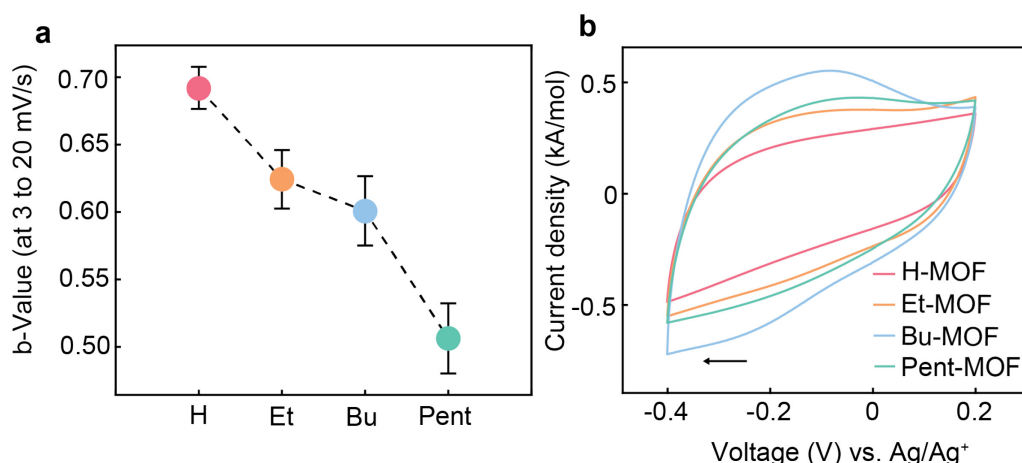 a
b-Value (at 3 to 20 mV/s)
0.70
0.65
0.60
0.55
0.50
H Et Bu Pent
b
Current density (kA/mol)
0.5
0
-0.5
H-MOF
Et-MOF
Bu-MOF
Pent-MOF
-0.4 -0.2 0 0.2
Voltage (V) vs. Ag/Ag⁺